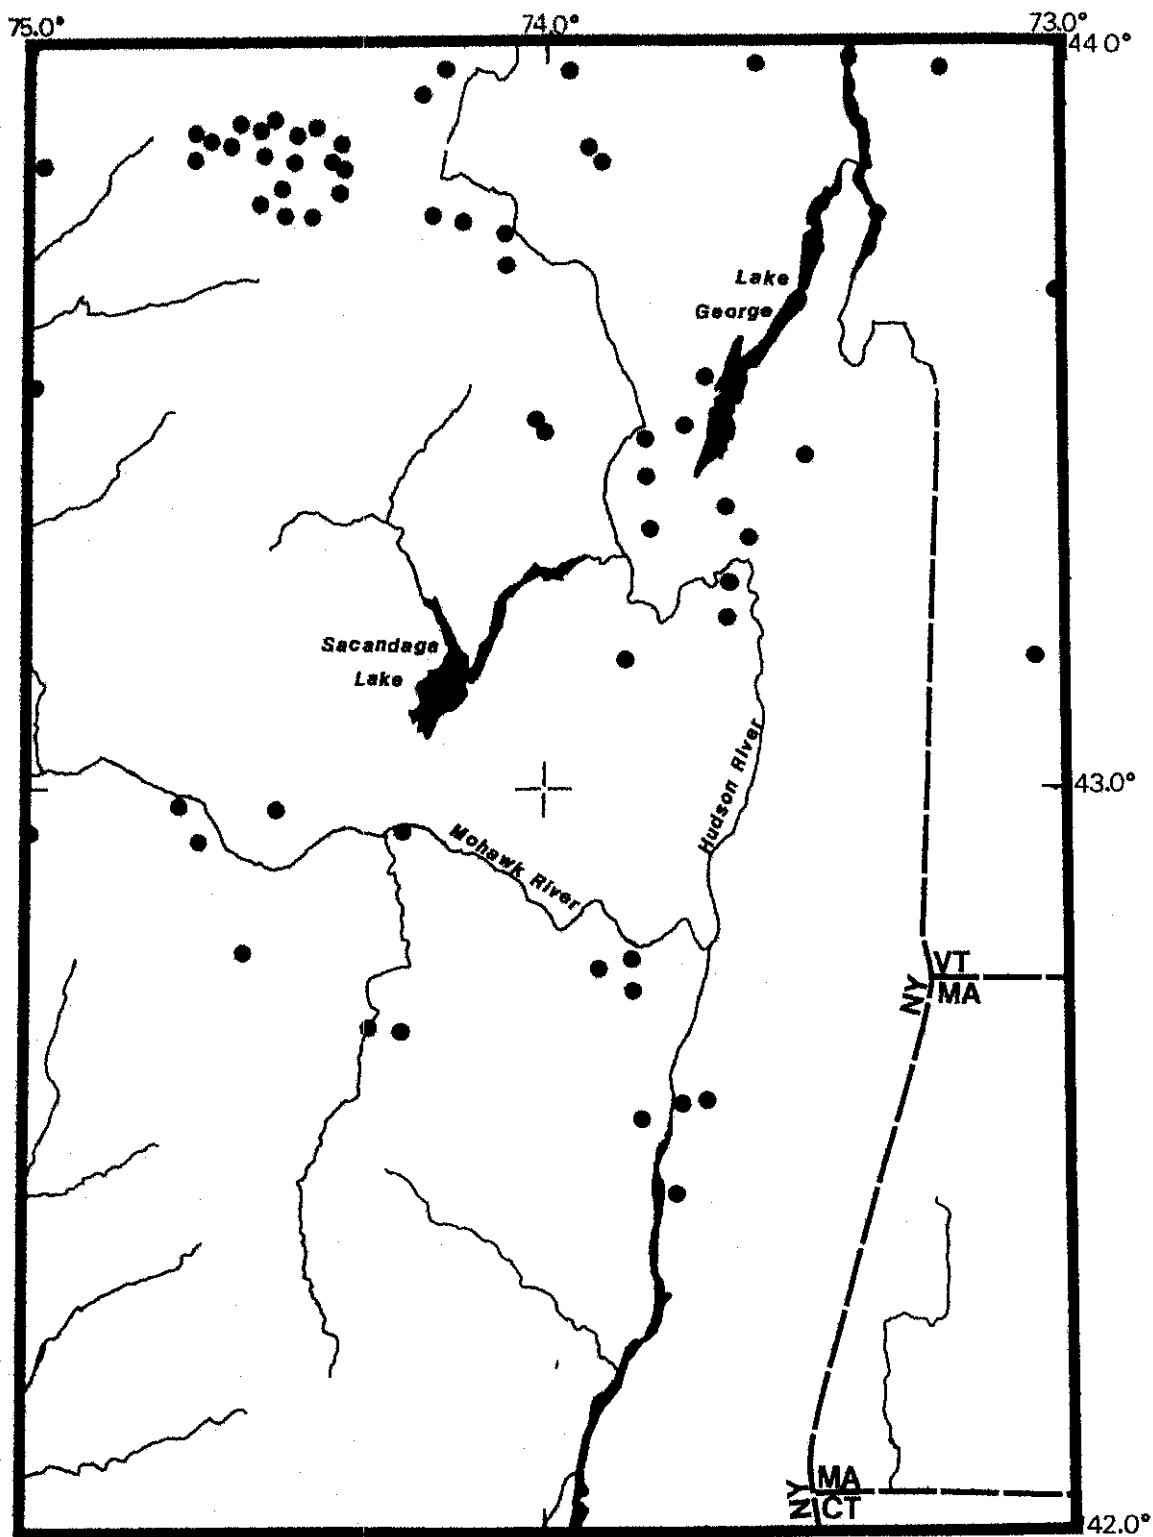 75.0° 74.0° 73.0°
44 0°
Lake
George
Sacandaga
Lake
Hudson River
43.0°
Mohawk River
VT
NY MA
MA
NY CT
42.0°